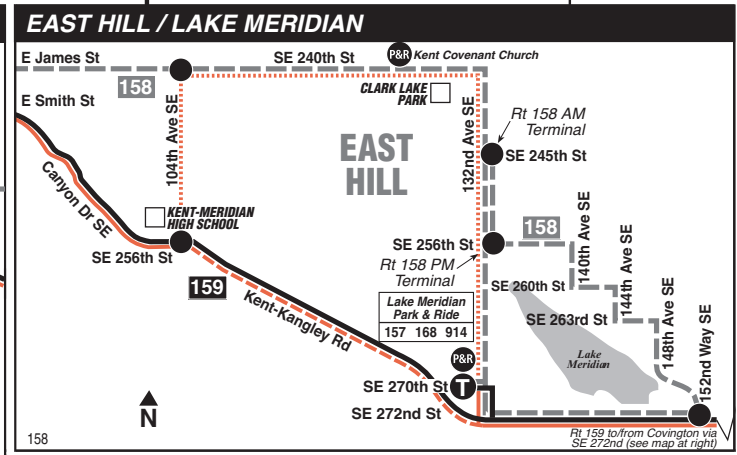 EAST HILL / LAKE MERIDIAN
E James St
SE 240th St
P&R Kent Covenant Church
158
CLARK LAKE
PARK
E Smith St
104th Ave SE
132nd Ave SE
Rt 158 AM
Terminal
EAST
HILL
SE 245th St
Canyon Dr SE
KENT-MERIDIAN
HIGH SCHOOL
SE 256th St
SE 256th St
158
140th Ave SE
Rt 158 PM
Terminal
159
Kent-Kangley Rd
SE 260th St
144th Ave SE
Lake Meridian
Park & Ride
157 168 914
SE 263rd St
148th Ave SE
Lake
Meridian
152nd Way SE
P&R
SE 270th St
T
SE 272nd St
N
158
Rt 159 to/from Covington via
SE 272nd (see map at right)